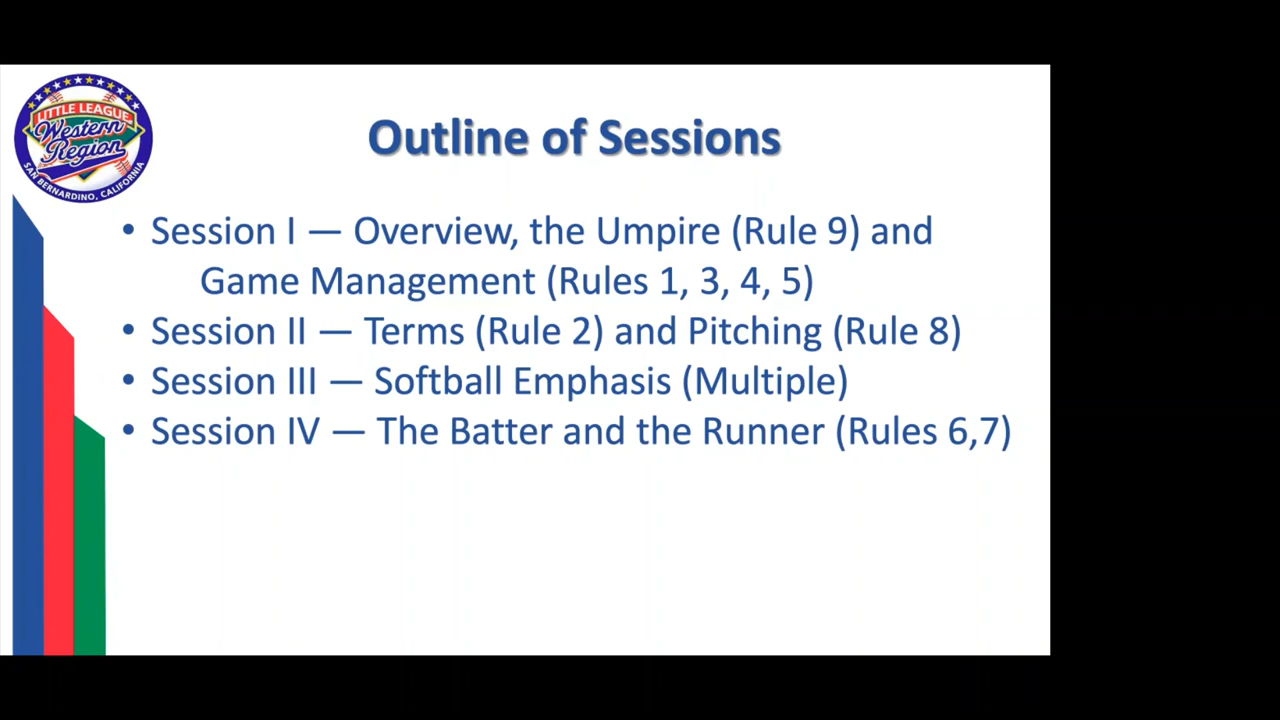 LITTLE LEAGUE
Western
Region
SAN BERNARDINO, CALIFORNIA
Outline of Sessions
• Session I — Overview, the Umpire (Rule 9) and
Game Management (Rules 1, 3, 4, 5)
• Session II — Terms (Rule 2) and Pitching (Rule 8)
• Session III — Softball Emphasis (Multiple)
• Session IV — The Batter and the Runner (Rules 6,7)